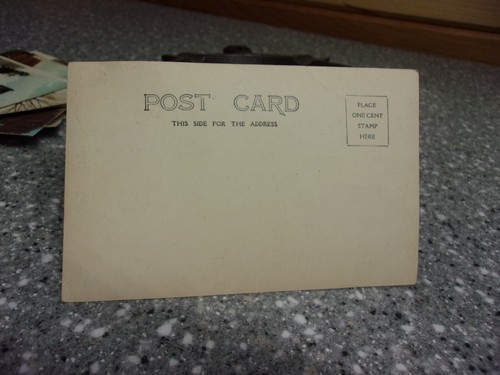 POST CARD
THIS SIDE FOR THE ADDRESS
PLACE
ONE CENT
STAMP
HERE